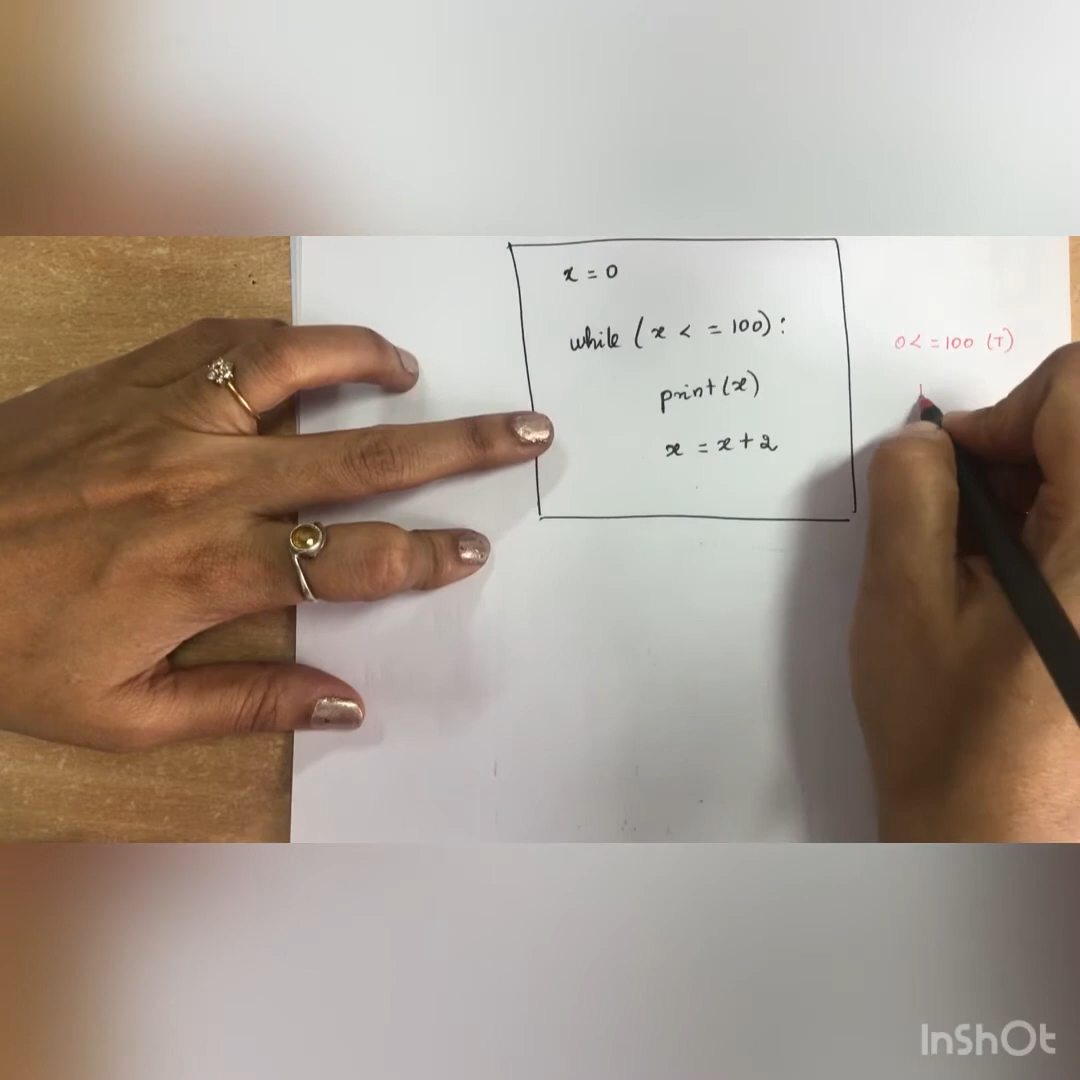 x = 0
while (x < = 100) :
0 < = 100 (T)
print (x)
x = x + 2
InShOt